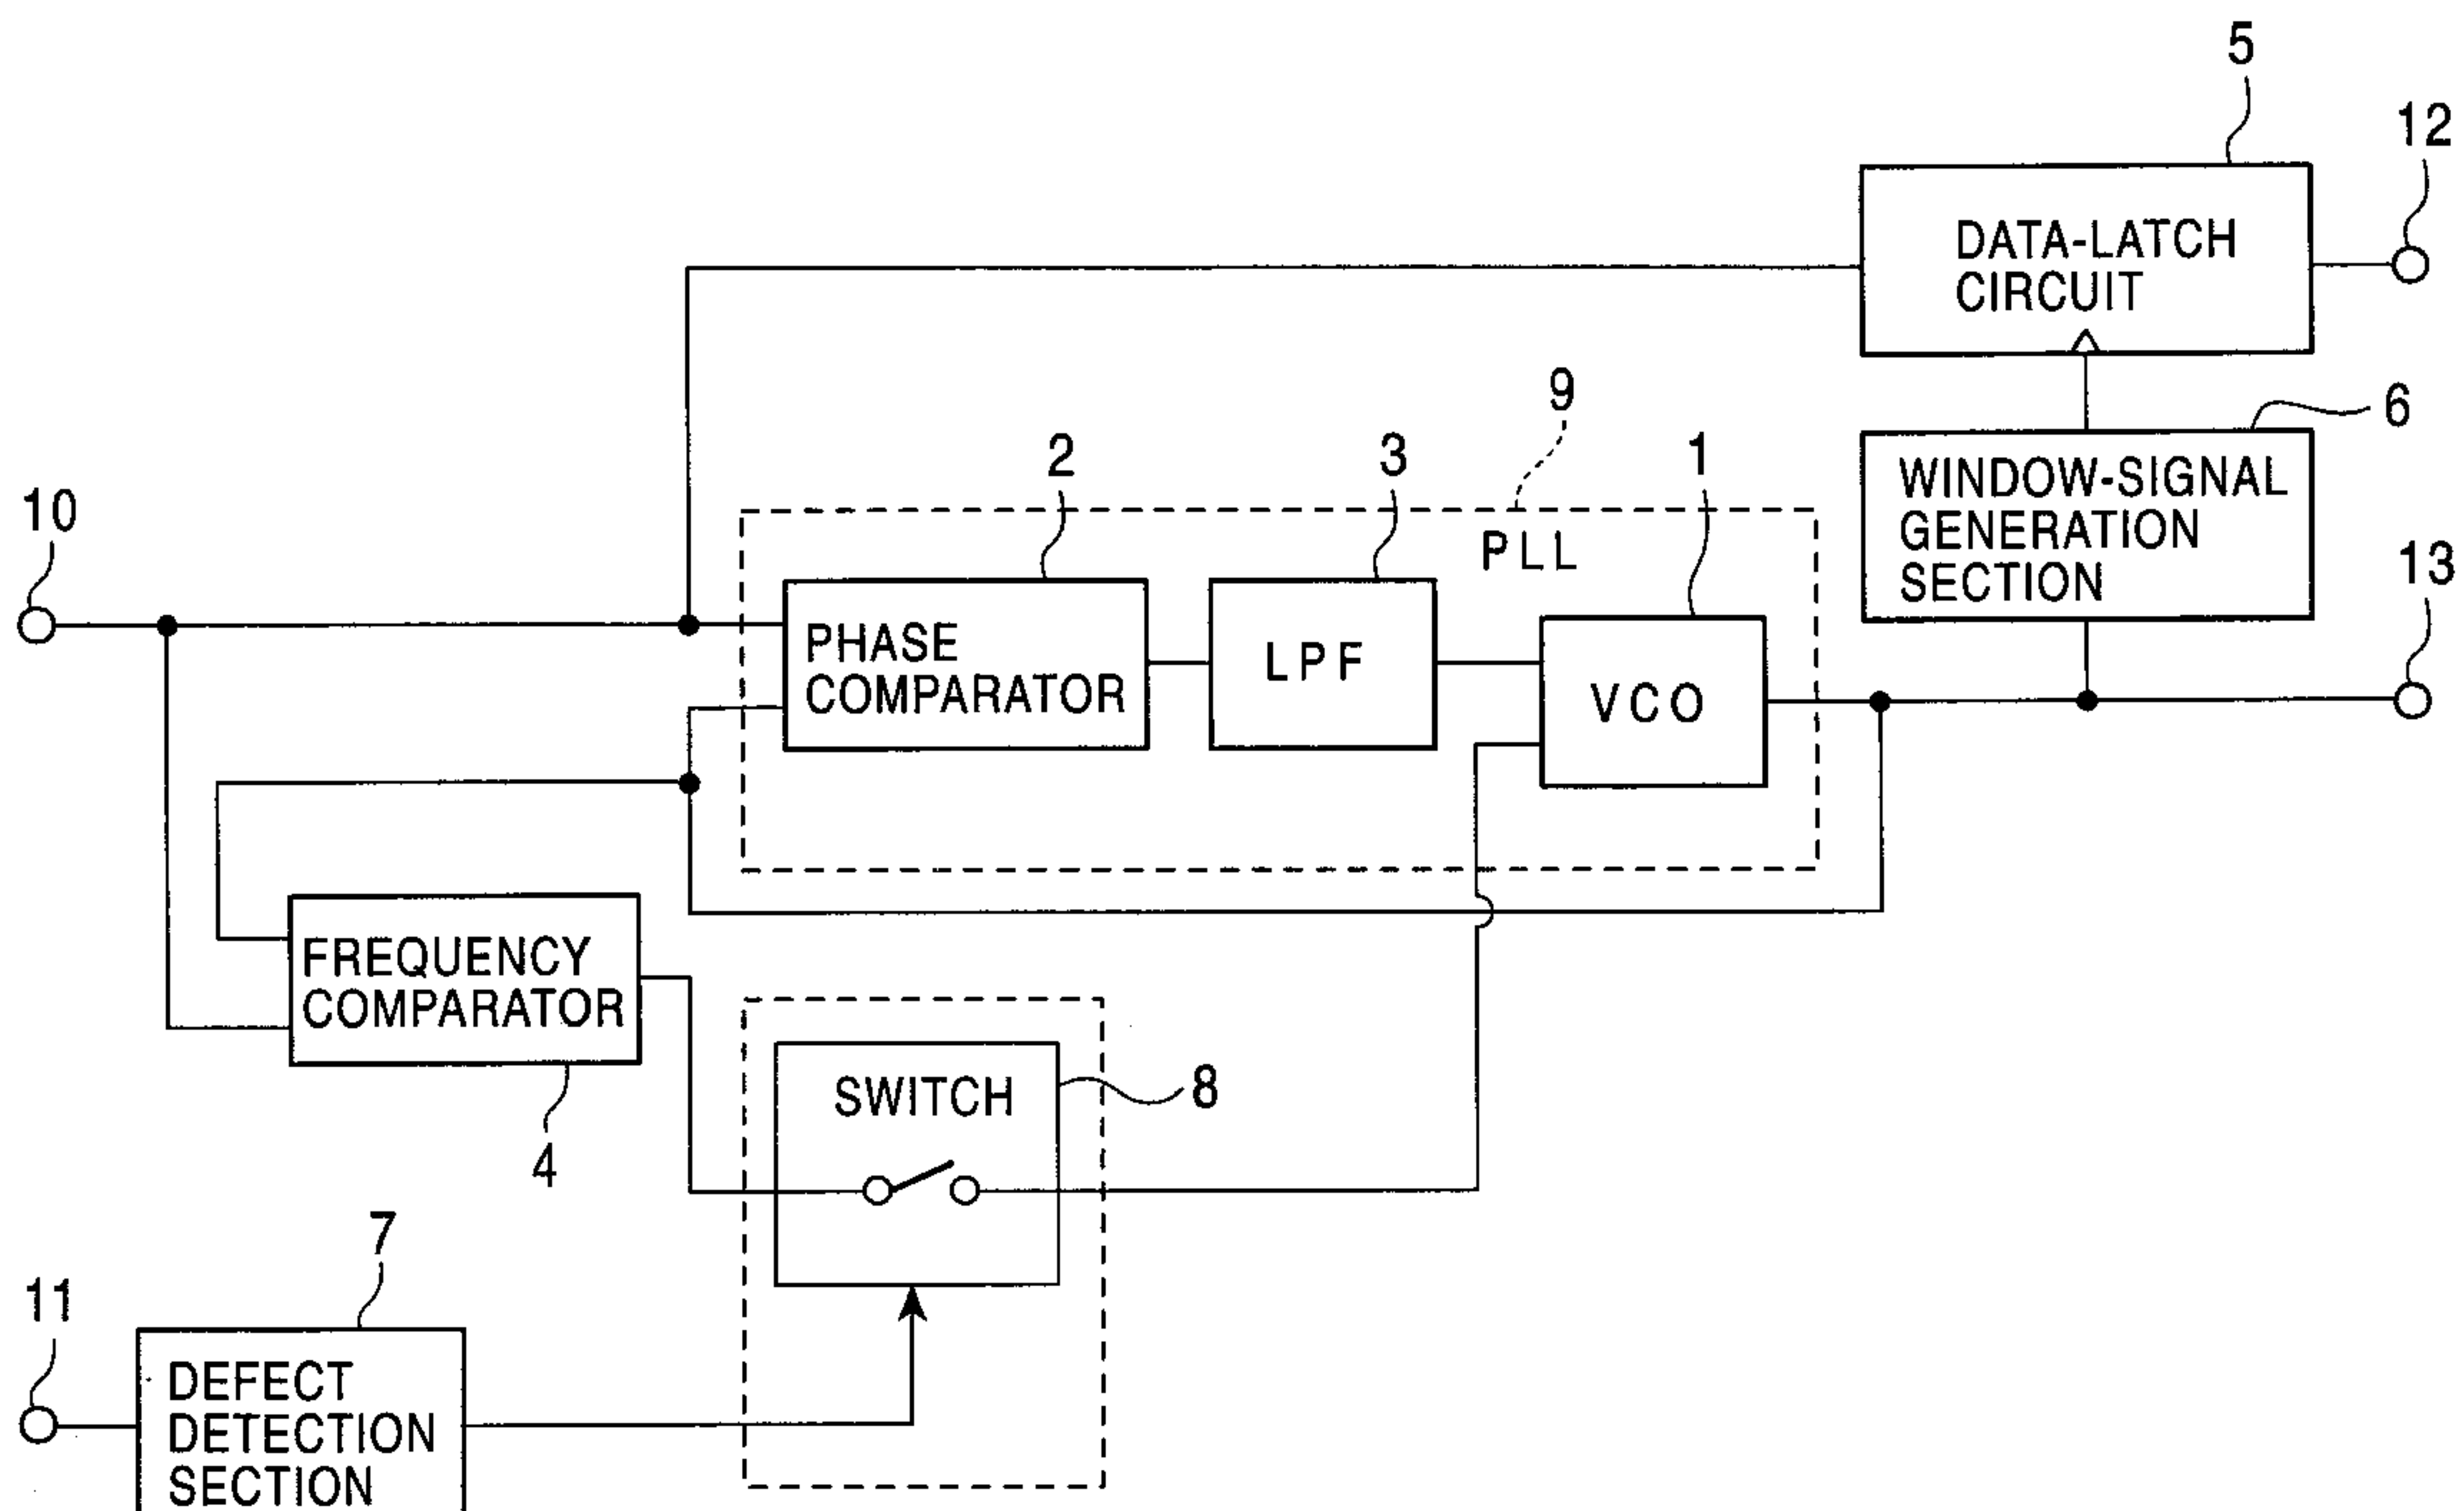 5
12
DATA-LATCH
CIRCUIT
9
6
2
3
1
WINDOW-SIGNAL
GENERATION
SECTION
10
PLL
13
PHASE
COMPARATOR
LPF
VCO
FREQUENCY
COMPARATOR
SWITCH
8
4
7
11
DEFECT
DETECTION
SECTION